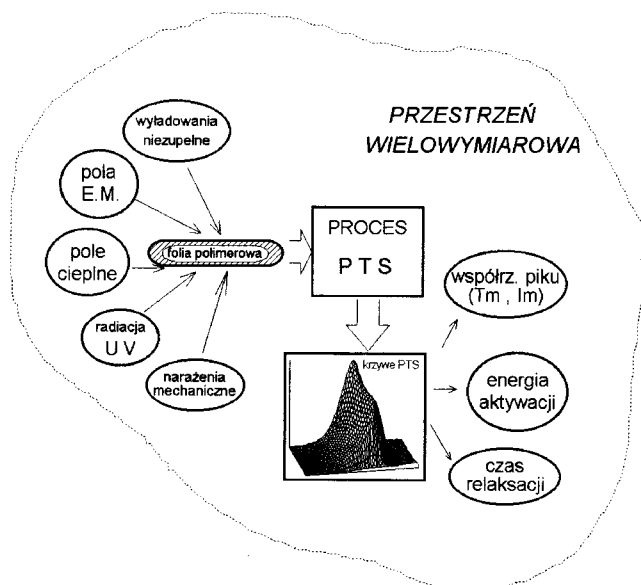 PRZESTRZEŃ
WIELOWYMIAROWA
wyładowania
niezupełne
pola
E.M.
pole
cieplne
radiacja
U V
narażenia
mechaniczne
folia polimerowa
PROCES
P T S
krzywe PTS
współrz. piku
(Tm , Im)
energia
aktywacji
czas
relaksacji